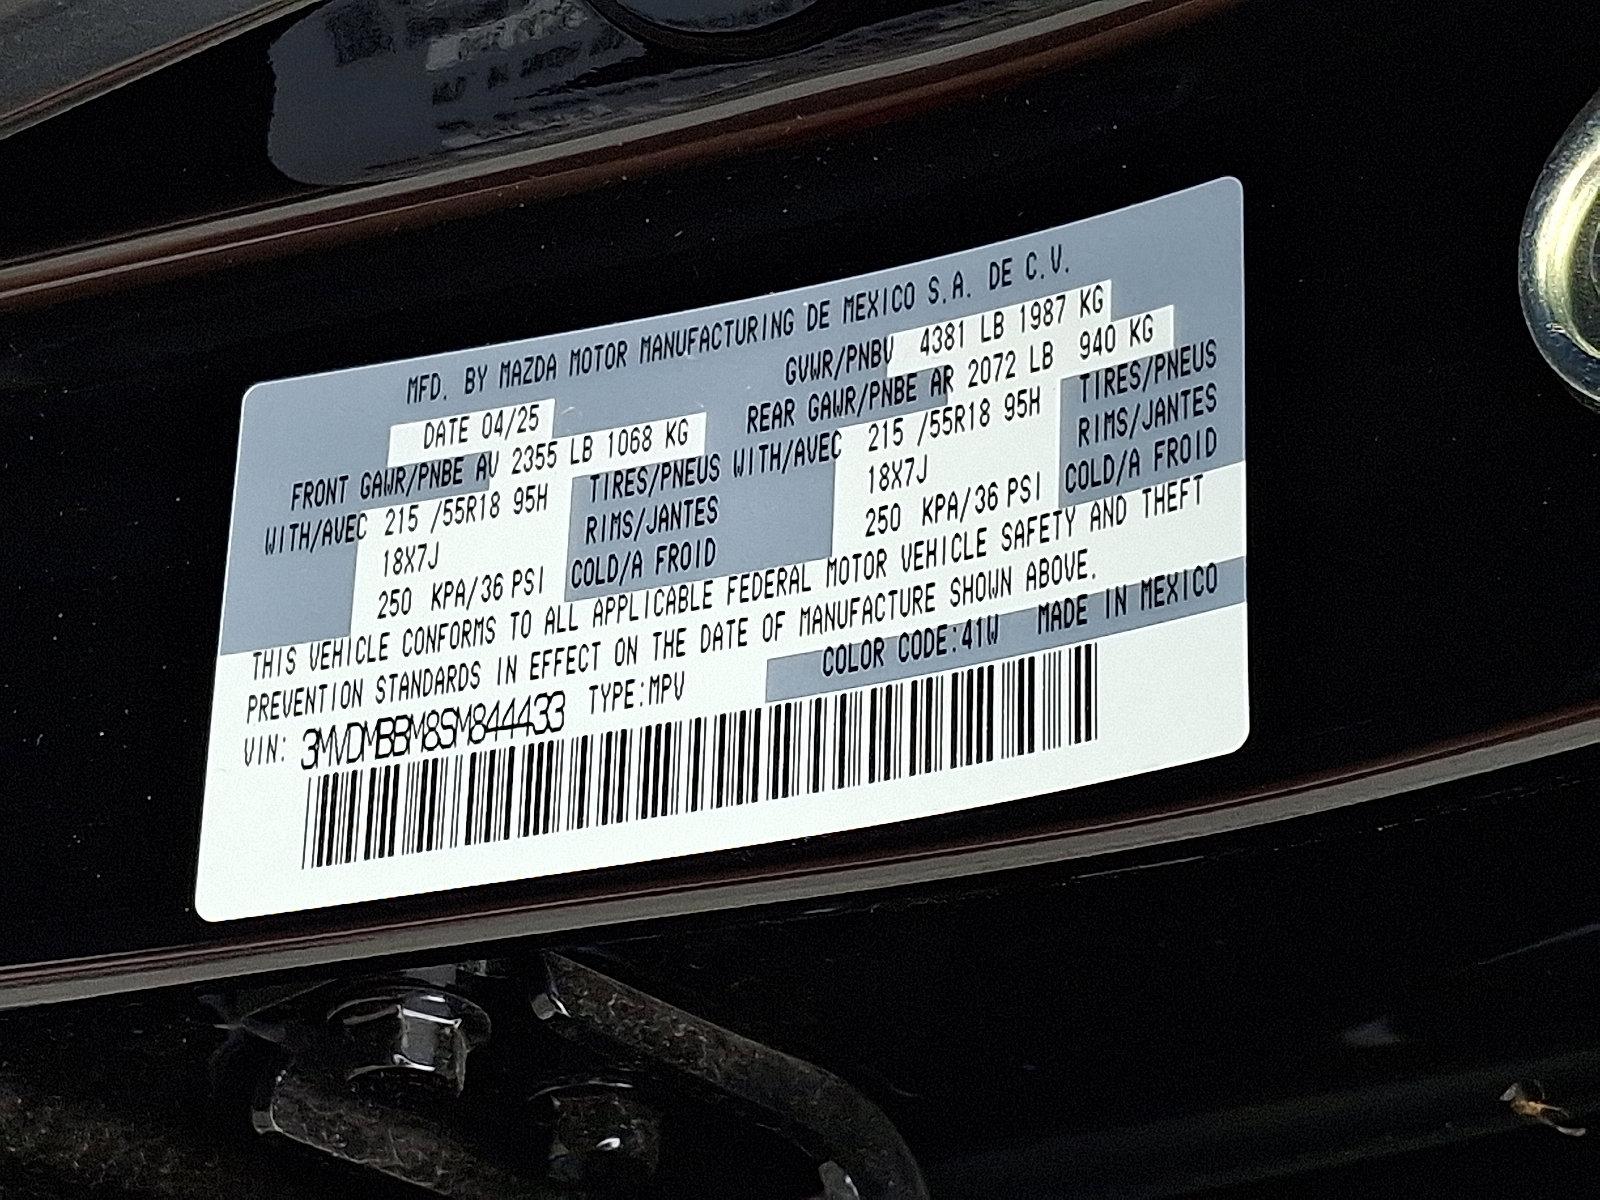 MFD. BY MAZDA MOTOR MANUFACTURING DE MEXICO S.A. DE C.V.
DATE 04/25 GVWR/PNBV 4381 LB 1987 KG
FRONT GAWR/PNBE AV 2355 LB 1068 KG REAR GAWR/PNBE AR 2072 LB 940 KG
WITH/AVEC 215 /55R18 95H TIRES/PNEUS WITH/AVEC 215 /55R18 95H TIRES/PNEUS
18X7J RIMS/JANTES 18X7J RIMS/JANTES
250 KPA/36 PSI COLD/A FROID 250 KPA/36 PSI COLD/A FROID
THIS VEHICLE CONFORMS TO ALL APPLICABLE FEDERAL MOTOR VEHICLE SAFETY AND THEFT
PREVENTION STANDARDS IN EFFECT ON THE DATE OF MANUFACTURE SHOWN ABOVE.
VIN: 3MVDMBBM8SM844433 TYPE:MPV COLOR CODE:41W MADE IN MEXICO